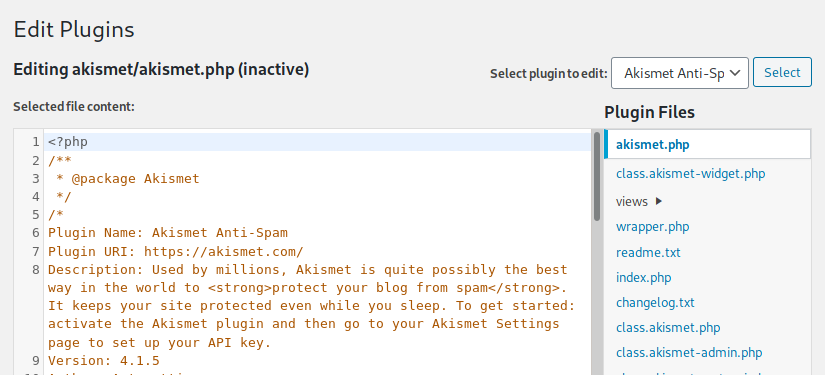 Edit Plugins
Editing akismet/akismet.php (inactive)
Select plugin to edit:
Akismet Anti-Sp
Select
Selected file content:
Plugin Files
1 <?php
2 /**
3 * @package Akismet
4 */
5 /*
6 Plugin Name: Akismet Anti-Spam
7 Plugin URI: https://akismet.com/
8 Description: Used by millions, Akismet is quite possibly the best
way in the world to <strong>protect your blog from spam</strong>.
It keeps your site protected even while you sleep. To get started:
activate the Akismet plugin and then go to your Akismet Settings
page to set up your API key.
9 Version: 4.1.5
akismet.php
class.akismet-widget.php
views
wrapper.php
readme.txt
index.php
changelog.txt
class.akismet.php
class.akismet-admin.php